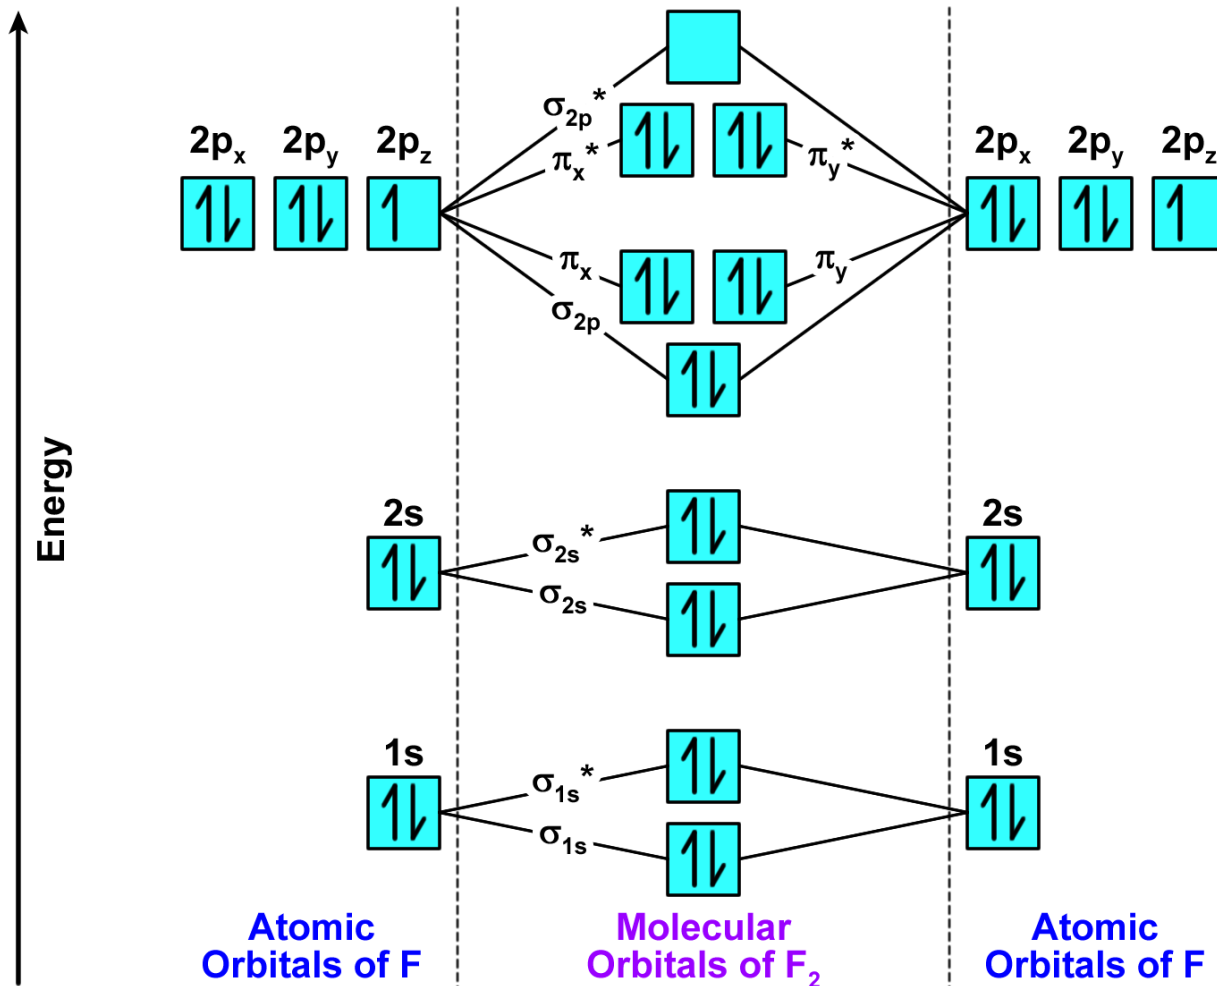 σ2p*
2px 2py 2pz
πx*
πy*
2px 2py 2pz
πx
πy
σ2p
Energy
2s
σ2s*
σ2s
2s
1s
σ1s*
σ1s
1s
Atomic
Orbitals of F
Molecular
Orbitals of F2
Atomic
Orbitals of F